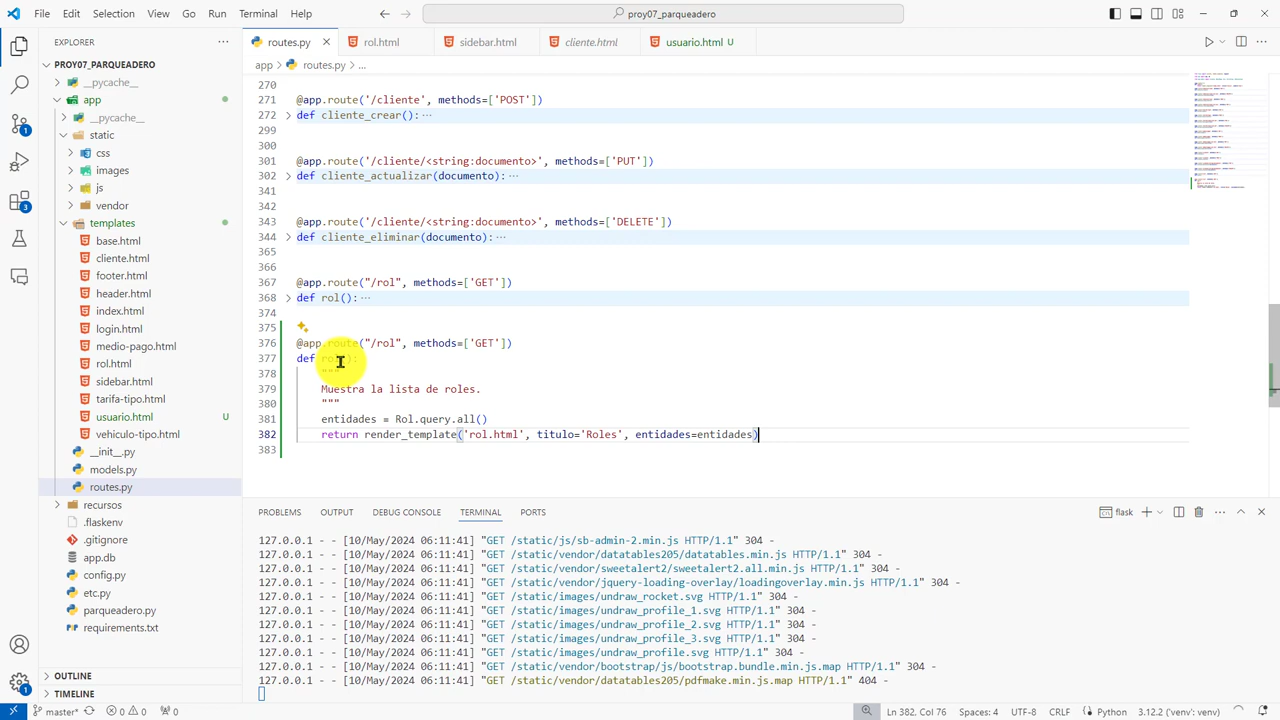 File Edit Selection View Go Run Terminal Help
proy07_parqueadero
EXPLORER
routes.py
rol.html
sidebar.html
cliente.html
usuario.html U
app > routes.py > ...
PROY07_PARQUEADERO
__pycache__
app
__pycache__
static
css
images
js
vendor
templates
base.html
cliente.html
footer.html
header.html
index.html
login.html
medio-pago.html
rol.html
sidebar.html
tarifa-tipo.html
usuario.html U
vehiculo-tipo.html
__init__.py
models.py
routes.py
recursos
.flaskenv
.gitignore
app.db
config.py
etc.py
parqueadero.py
requirements.txt
OUTLINE
TIMELINE
270
271 @app.route('/cliente',
272
299
300
301
302
341
342
343 @app.route('/cliente/<string:documento>', methods=['DELETE'])
344 def cliente_eliminar(documento): ...
365
366
367 @app.route("/rol", methods=['GET'])
368 def rol(): ...
374
375
376 @app.route("/rol", methods=['GET'])
377 def rol():
378 """
379 Muestra la lista de roles.
380 """
381 entidades = Rol.query.all()
382 return render_template('rol.html', titulo='Roles', entidades=entidades)
383
PROBLEMS OUTPUT DEBUG CONSOLE TERMINAL PORTS
flask
127.0.0.1 - - [10/May/2024 06:11:41] "GET /static/js/sb-admin-2.min.js HTTP/1.1" 304 -
127.0.0.1 - - [10/May/2024 06:11:41] "GET /static/vendor/datatables205/datatables.min.js HTTP/1.1" 304 -
127.0.0.1 - - [10/May/2024 06:11:41] "GET /static/vendor/sweetalert2/sweetalert2.all.min.js HTTP/1.1" 304 -
127.0.0.1 - - [10/May/2024 06:11:41] "GET /static/vendor/jquery-loading-overlay/loadingoverlay.min.js HTTP/1.1" 304 -
127.0.0.1 - - [10/May/2024 06:11:41] "GET /static/images/undraw_rocket.svg HTTP/1.1" 304 -
127.0.0.1 - - [10/May/2024 06:11:41] "GET /static/images/undraw_profile_1.svg HTTP/1.1" 304 -
127.0.0.1 - - [10/May/2024 06:11:41] "GET /static/images/undraw_profile_2.svg HTTP/1.1" 304 -
127.0.0.1 - - [10/May/2024 06:11:41] "GET /static/images/undraw_profile_3.svg HTTP/1.1" 304 -
127.0.0.1 - - [10/May/2024 06:11:41] "GET /static/images/undraw_profile.svg HTTP/1.1" 304 -
127.0.0.1 - - [10/May/2024 06:11:41] "GET /static/vendor/bootstrap/js/bootstrap.bundle.min.js.map HTTP/1.1" 404 -
127.0.0.1 - - [10/May/2024 06:11:41] "GET /static/vendor/datatables205/pdfmake.min.js.map HTTP/1.1" 404 -
master* 0 0 0 Ln 382, Col 76 Spaces: 4 UTF-8 CRLF Python 3.12.2 ('venv': venv)